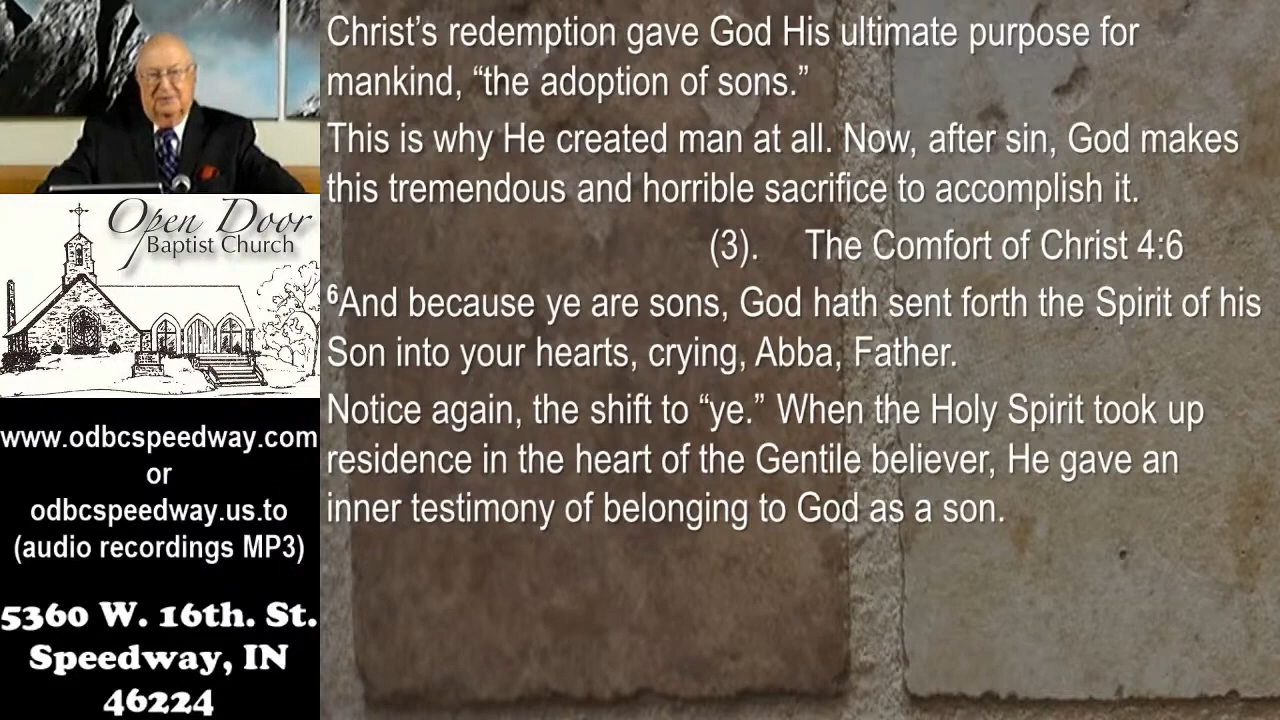 Christ’s redemption gave God His ultimate purpose for
mankind, “the adoption of sons.”
This is why He created man at all. Now, after sin, God makes
this tremendous and horrible sacrifice to accomplish it.
(3). The Comfort of Christ 4:6
⁶And because ye are sons, God hath sent forth the Spirit of his
Son into your hearts, crying, Abba, Father.
Notice again, the shift to “ye.” When the Holy Spirit took up
residence in the heart of the Gentile believer, He gave an
inner testimony of belonging to God as a son.
Open Door
Baptist Church
www.odbcspeedway.com
or
odbcspeedway.us.to
(audio recordings MP3)
5360 W. 16th. St.
Speedway, IN
46224